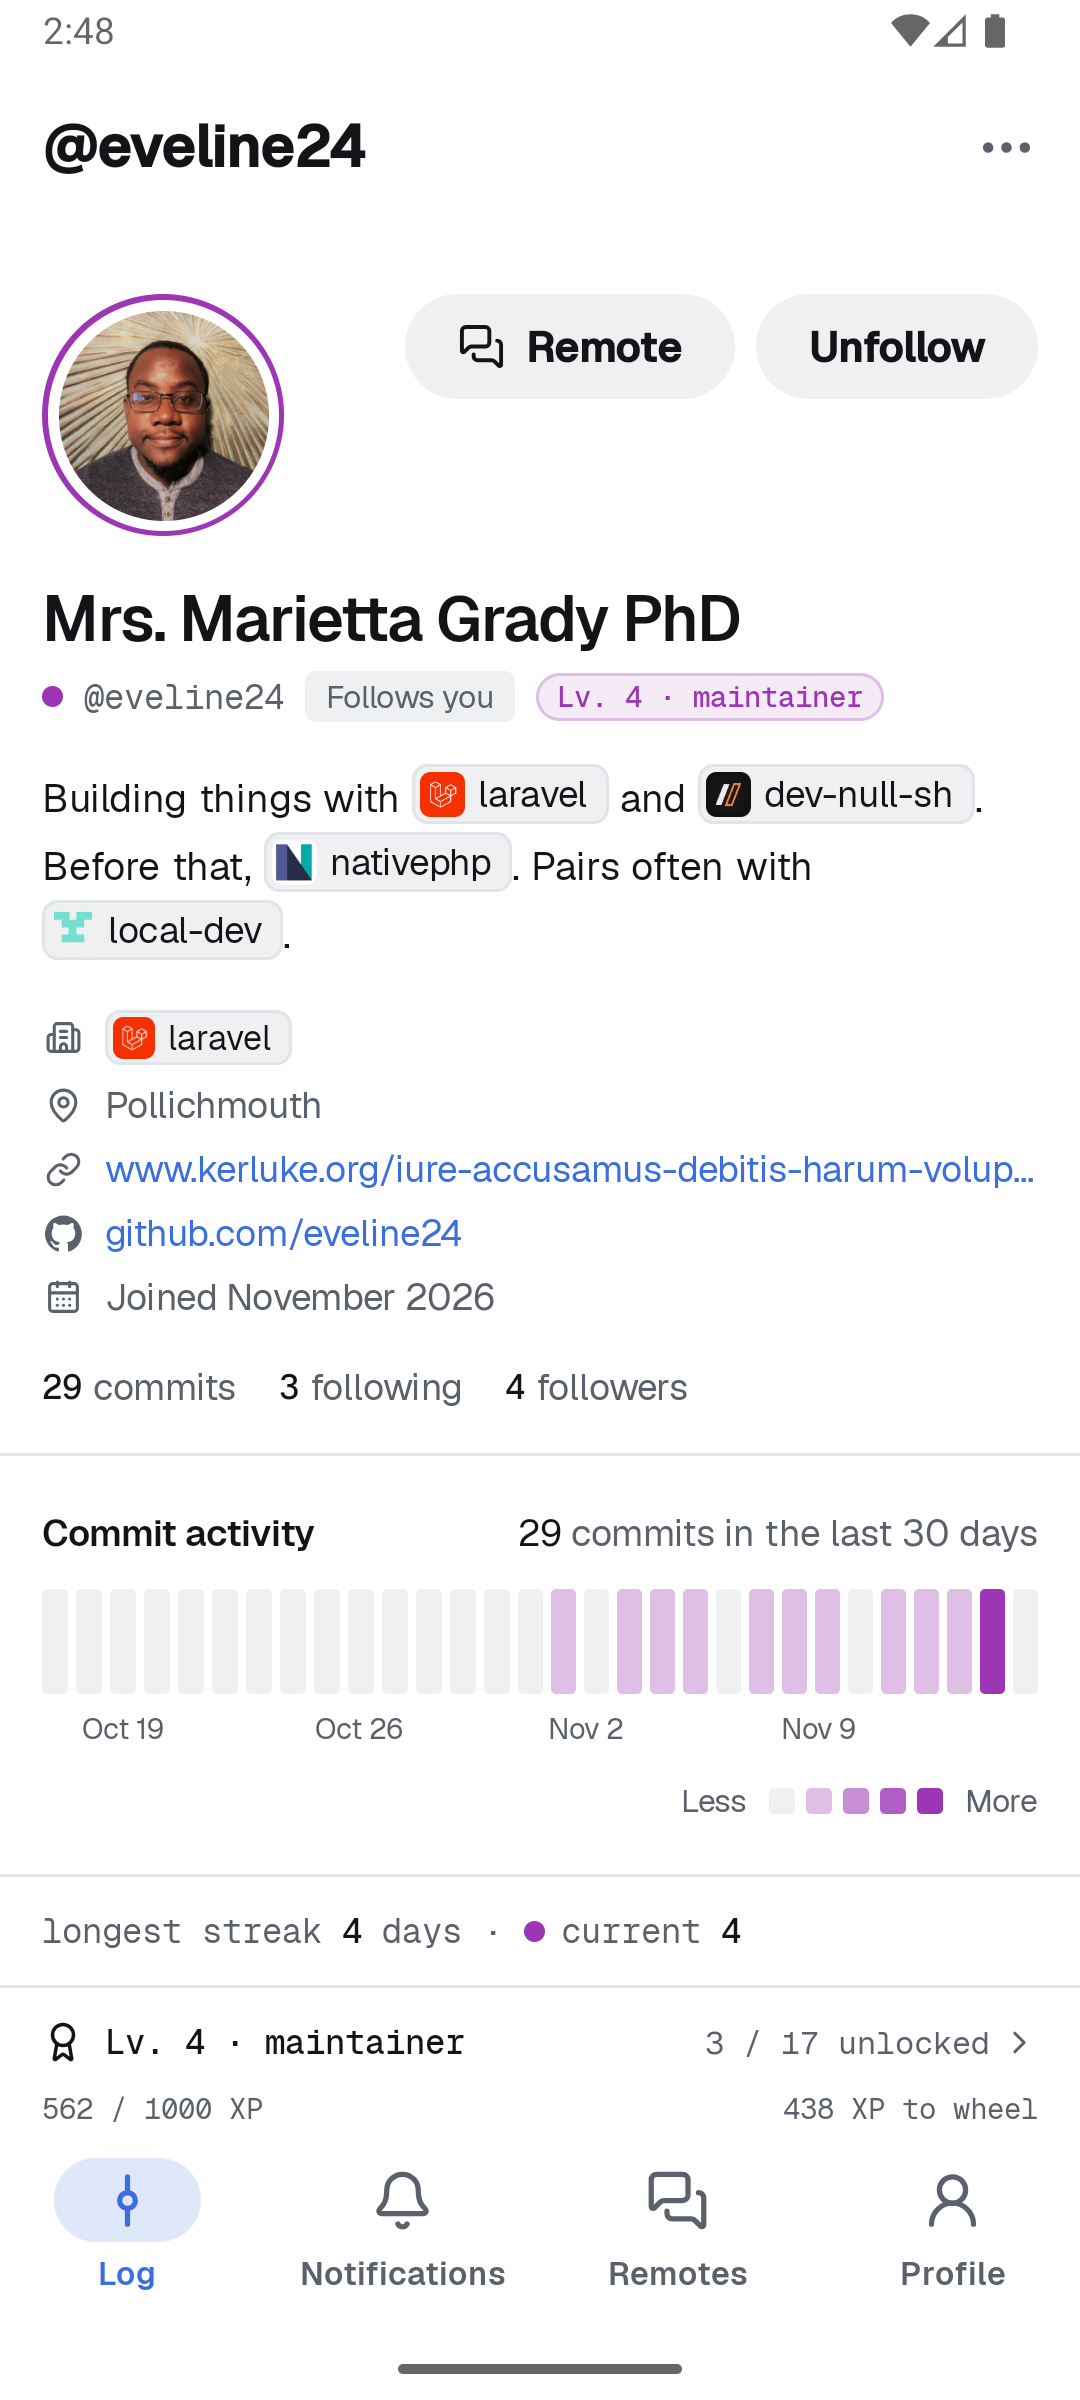 2:48
@eveline24
Remote
Unfollow
Mrs. Marietta Grady PhD
@eveline24 Follows you Lv. 4 · maintainer
Building things with laravel and dev-null-sh.
Before that, nativephp. Pairs often with
local-dev.
laravel
Pollichmouth
www.kerluke.org/iure-accusamus-debitis-harum-volup...
github.com/eveline24
Joined November 2026
29 commits 3 following 4 followers
Commit activity 29 commits in the last 30 days
Oct 19 Oct 26 Nov 2 Nov 9
Less More
longest streak 4 days · current 4
Lv. 4 · maintainer 3 / 17 unlocked
562 / 1000 XP 438 XP to wheel
Log Notifications Remotes Profile